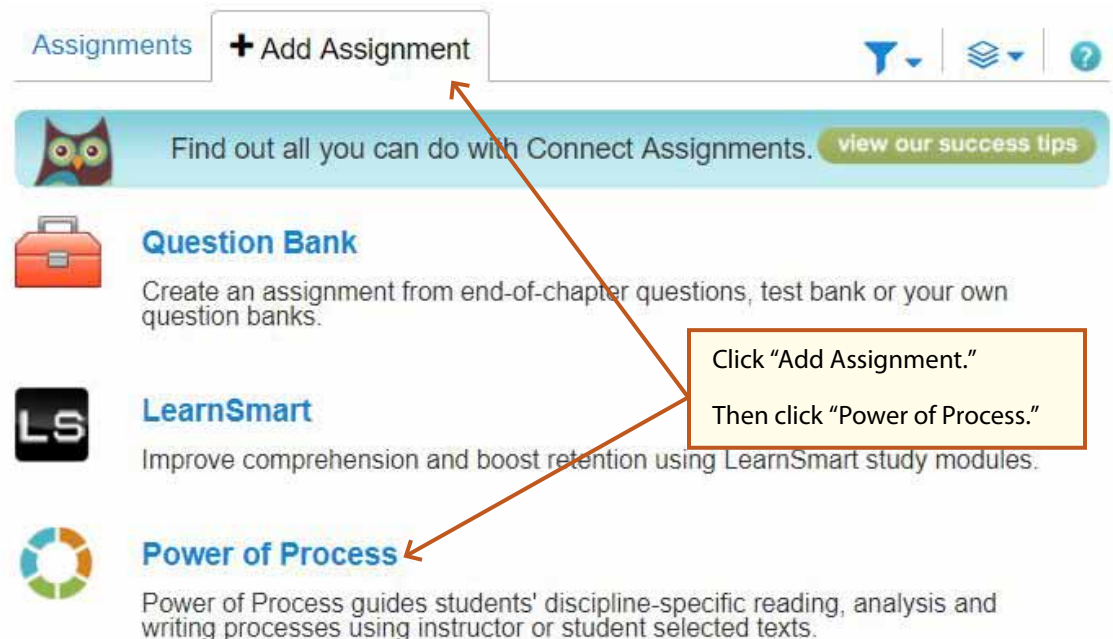 Assignments + Add Assignment ?
Find out all you can do with Connect Assignments. view our success tips
Question Bank
Create an assignment from end-of-chapter questions, test bank or your own
question banks.
Click “Add Assignment.”
Then click “Power of Process.”
LS
LearnSmart
Improve comprehension and boost retention using LearnSmart study modules.
Power of Process
Power of Process guides students' discipline-specific reading, analysis and
writing processes using instructor or student selected texts.